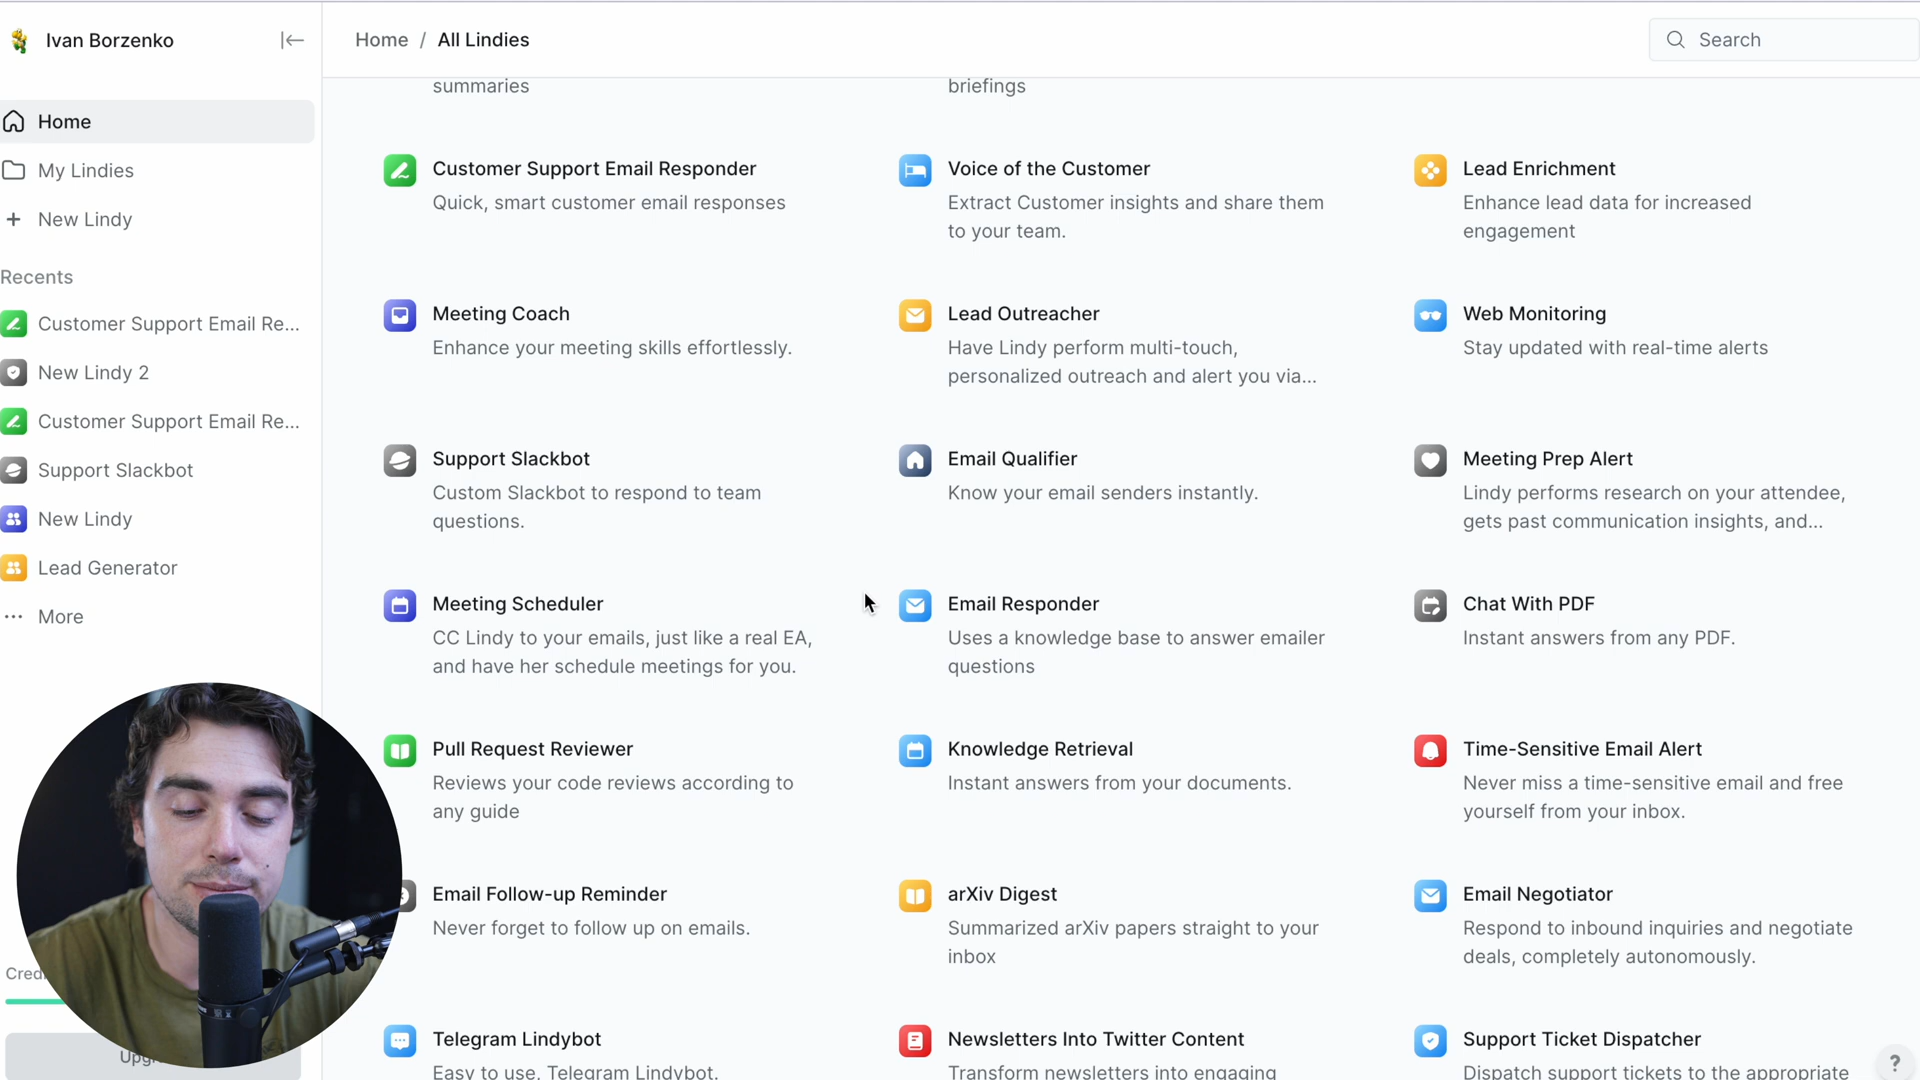 Ivan Borzenko
Home / All Lindies
Search
Home
My Lindies
New Lindy
Recents
Customer Support Email Re...
New Lindy 2
Customer Support Email Re...
Support Slackbot
New Lindy
Lead Generator
More
summaries
briefings
Customer Support Email Responder
Quick, smart customer email responses
Voice of the Customer
Extract Customer insights and share them
to your team.
Lead Enrichment
Enhance lead data for increased
engagement
Meeting Coach
Enhance your meeting skills effortlessly.
Lead Outreacher
Have Lindy perform multi-touch,
personalized outreach and alert you via...
Web Monitoring
Stay updated with real-time alerts
Support Slackbot
Custom Slackbot to respond to team
questions.
Email Qualifier
Know your email senders instantly.
Meeting Prep Alert
Lindy performs research on your attendee,
gets past communication insights, and...
Meeting Scheduler
CC Lindy to your emails, just like a real EA,
and have her schedule meetings for you.
Email Responder
Uses a knowledge base to answer emailer
questions
Chat With PDF
Instant answers from any PDF.
Pull Request Reviewer
Reviews your code reviews according to
any guide
Knowledge Retrieval
Instant answers from your documents.
Time-Sensitive Email Alert
Never miss a time-sensitive email and free
yourself from your inbox.
Email Follow-up Reminder
Never forget to follow up on emails.
arXiv Digest
Summarized arXiv papers straight to your
inbox
Email Negotiator
Respond to inbound inquiries and negotiate
deals, completely autonomously.
Telegram Lindybot
Easy to use, Telegram Lindybot.
Newsletters Into Twitter Content
Transform newsletters into engaging
Support Ticket Dispatcher
Dispatch support tickets to the appropriate
?